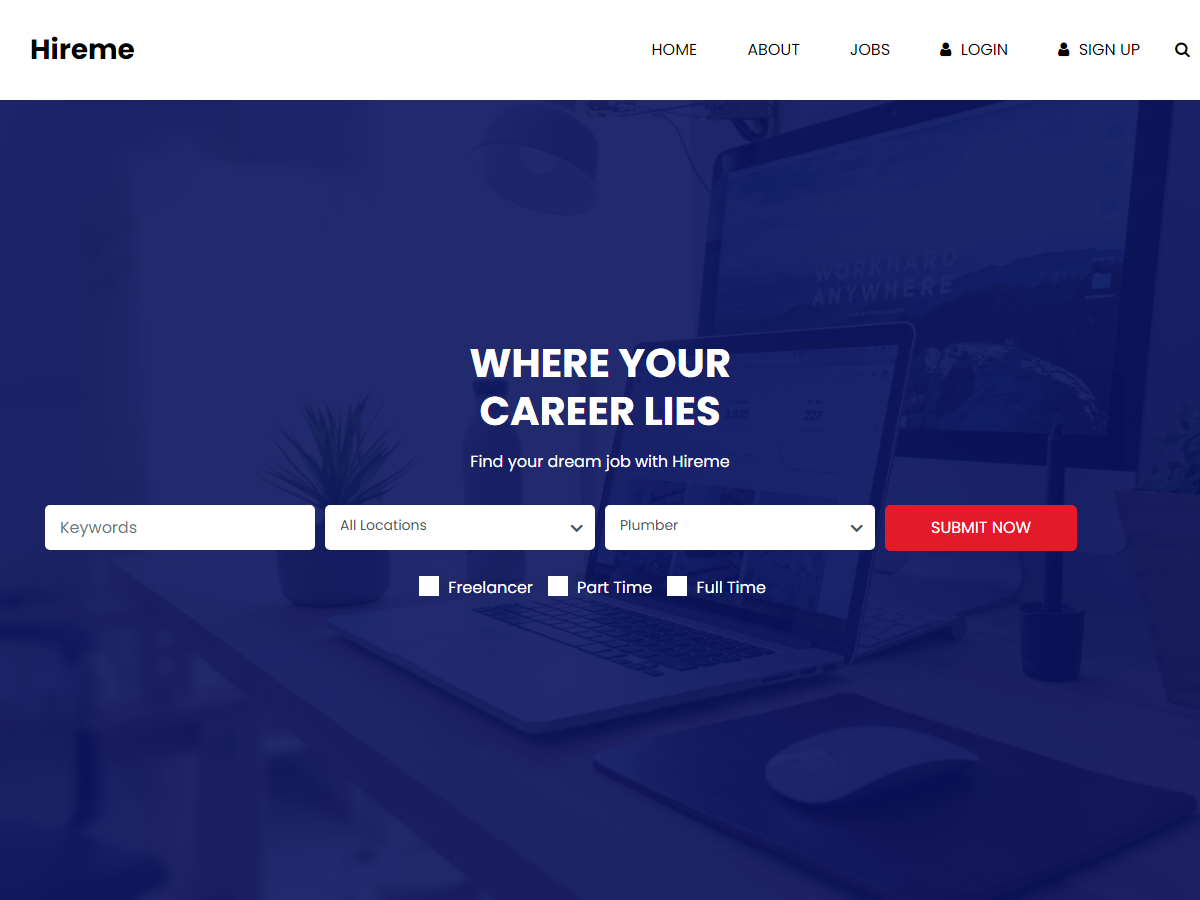 Hireme
HOME
ABOUT
JOBS
LOGIN
SIGN UP
WORKHARD
ANYWHERE
WHERE YOUR
CAREER LIES
227
Find your dream job with Hireme
Keywords
All Locations
Plumber
SUBMIT NOW
Freelancer
Part Time
Full Time